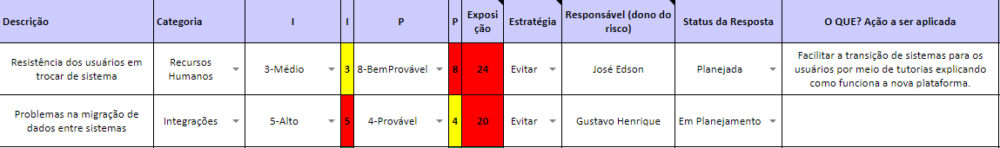 Descrição
Categoria
I
I
P
P
Exposi
ção
Estratégia
Responsável (dono do
risco)
Status da Resposta
O QUE? Ação a ser aplicada
Resistência dos usuários em
trocar de sistema
Recursos
Humanos
3-Médio
3
8-BemProvável
8
24
Evitar
José Edson
Planejada
Facilitar a transição de sistemas para os
usuários por meio de tutorias explicando
como funciona a nova plataforma.
Problemas na migração de
dados entre sistemas
Integrações
5-Alto
5
4-Provável
4
20
Evitar
Gustavo Henrique
Em Planejamento